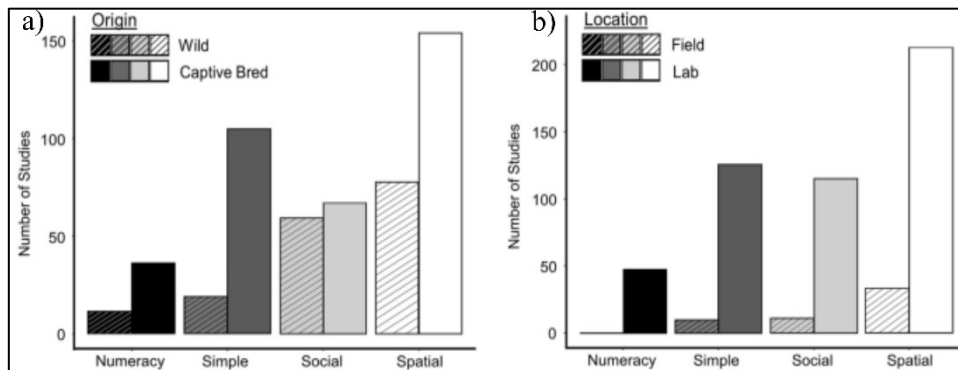 a)
Origin
Wild
Captive Bred
Number of Studies
150
100
50
0
Numeracy Simple Social Spatial
b)
Location
Field
Lab
Number of Studies
200
150
100
50
0
Numeracy Simple Social Spatial